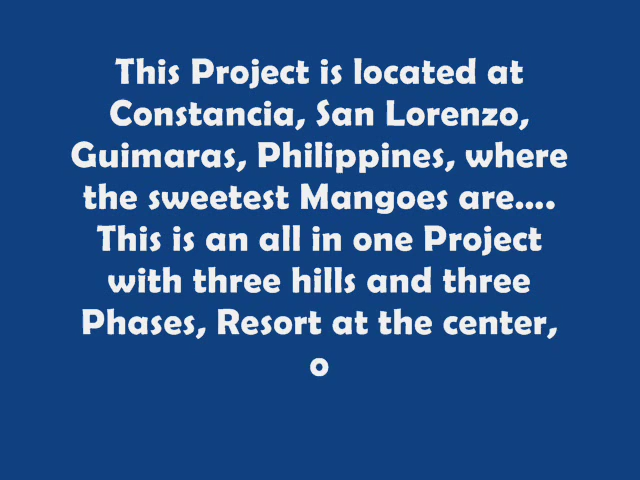 This Project is located at
Constancia, San Lorenzo,
Guimaras, Philippines, where
the sweetest Mangoes are....
This is an all in one Project
with three hills and three
Phases, Resort at the center,
o